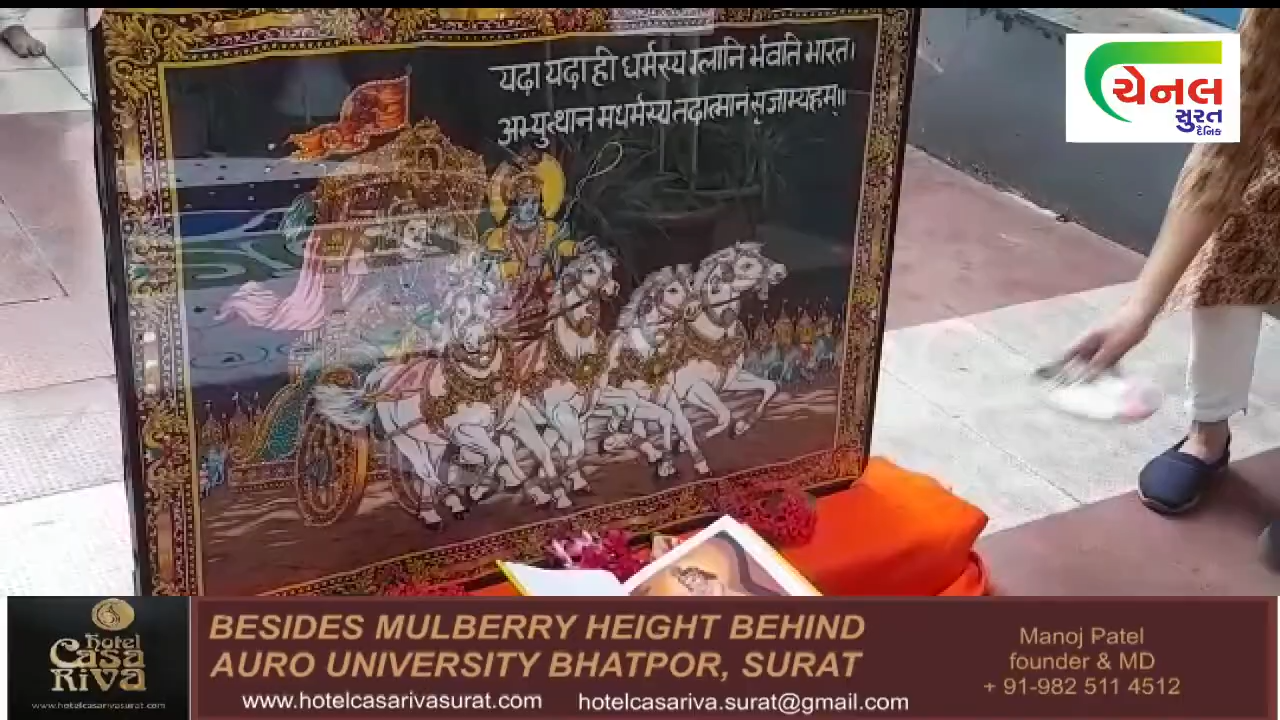 यदा यदा ही धर्मस्य ग्लानि र्भवति भारत।
अभ्युत्थान मधर्मस्य तदात्मानं सृजाम्यहम्॥
ચેનલ
સુરત
દૈનિક
hotel
Casa
RIVa
www.hotelcasarivasurat.com
BESIDES MULBERRY HEIGHT BEHIND
AURO UNIVERSITY BHATPOR, SURAT
www.hotelcasarivasurat.com hotelcasariva.surat@gmail.com
Manoj Patel
founder & MD
+ 91-982 511 4512